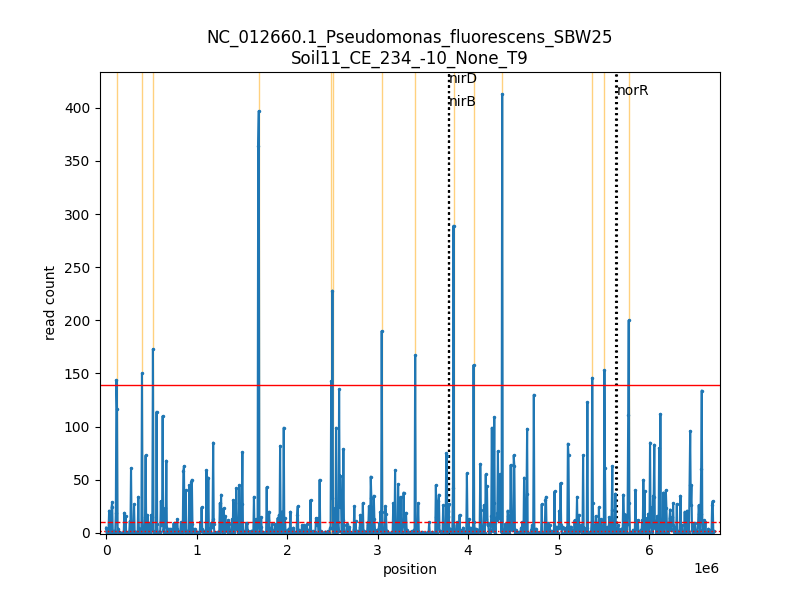 NC_012660.1_Pseudomonas_fluorescens_SBW25
Soil11_CE_234_-10_None_T9
nirD
nirB
norR
400
350
300
250
200
150
100
50
0
read count
0 1 2 3 4 5 6
1e6
position